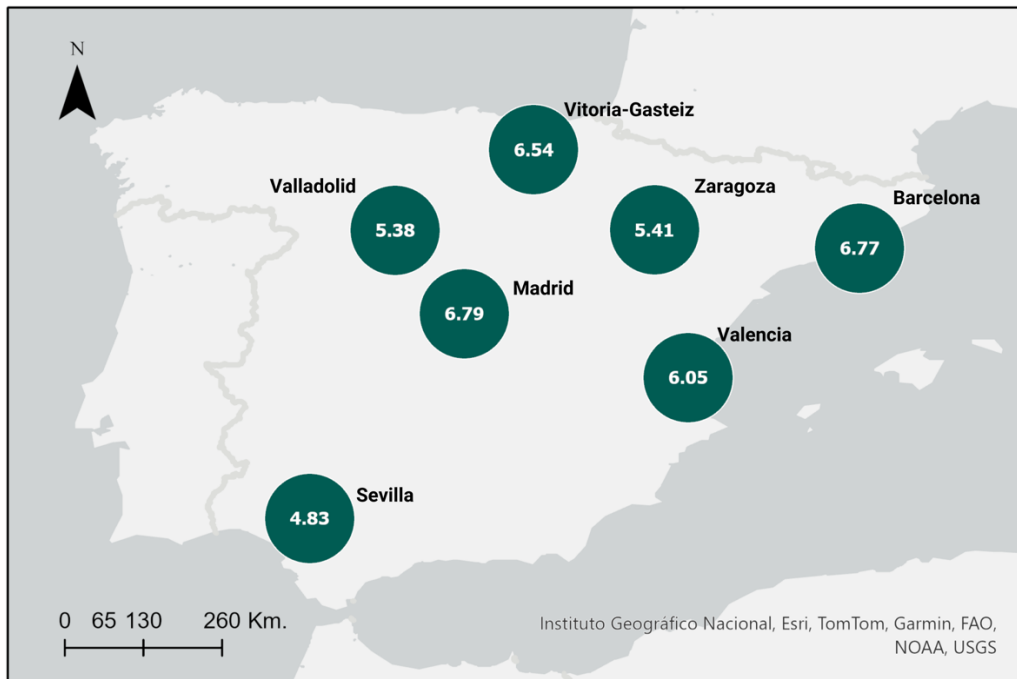 N
Vitoria-Gasteiz
6.54
Valladolid
5.38
Zaragoza
5.41
Barcelona
6.77
Madrid
6.79
Valencia
6.05
Sevilla
4.83
0 65 130 260 Km.
Instituto Geográfico Nacional, Esri, TomTom, Garmin, FAO,
NOAA, USGS